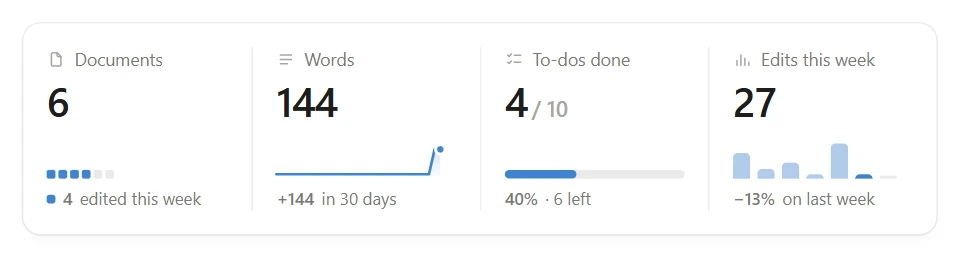 Documents
6
4 edited this week
Words
144
+144 in 30 days
To-dos done
4 / 10
40% · 6 left
Edits this week
27
−13% on last week